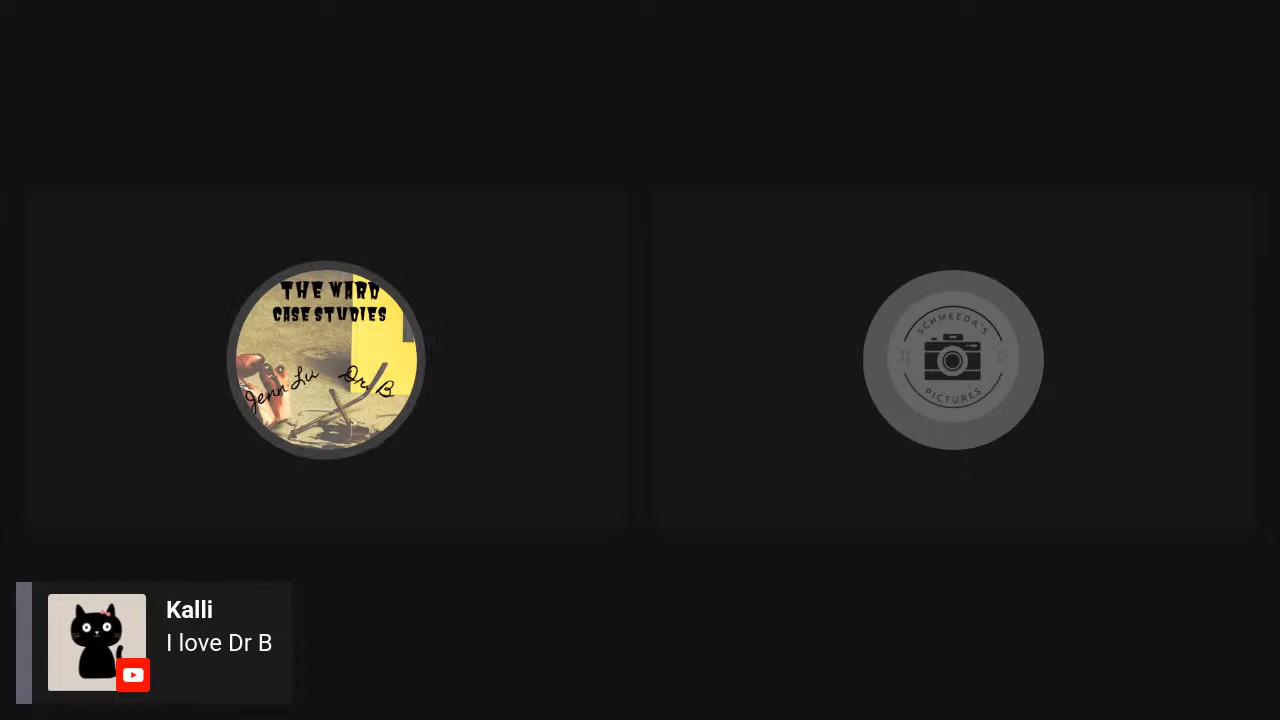 THE WARD
CASE STUDIES
Jenn Lu Dr B
SCHMEEDA'S
PICTURES
Kalli
I love Dr B